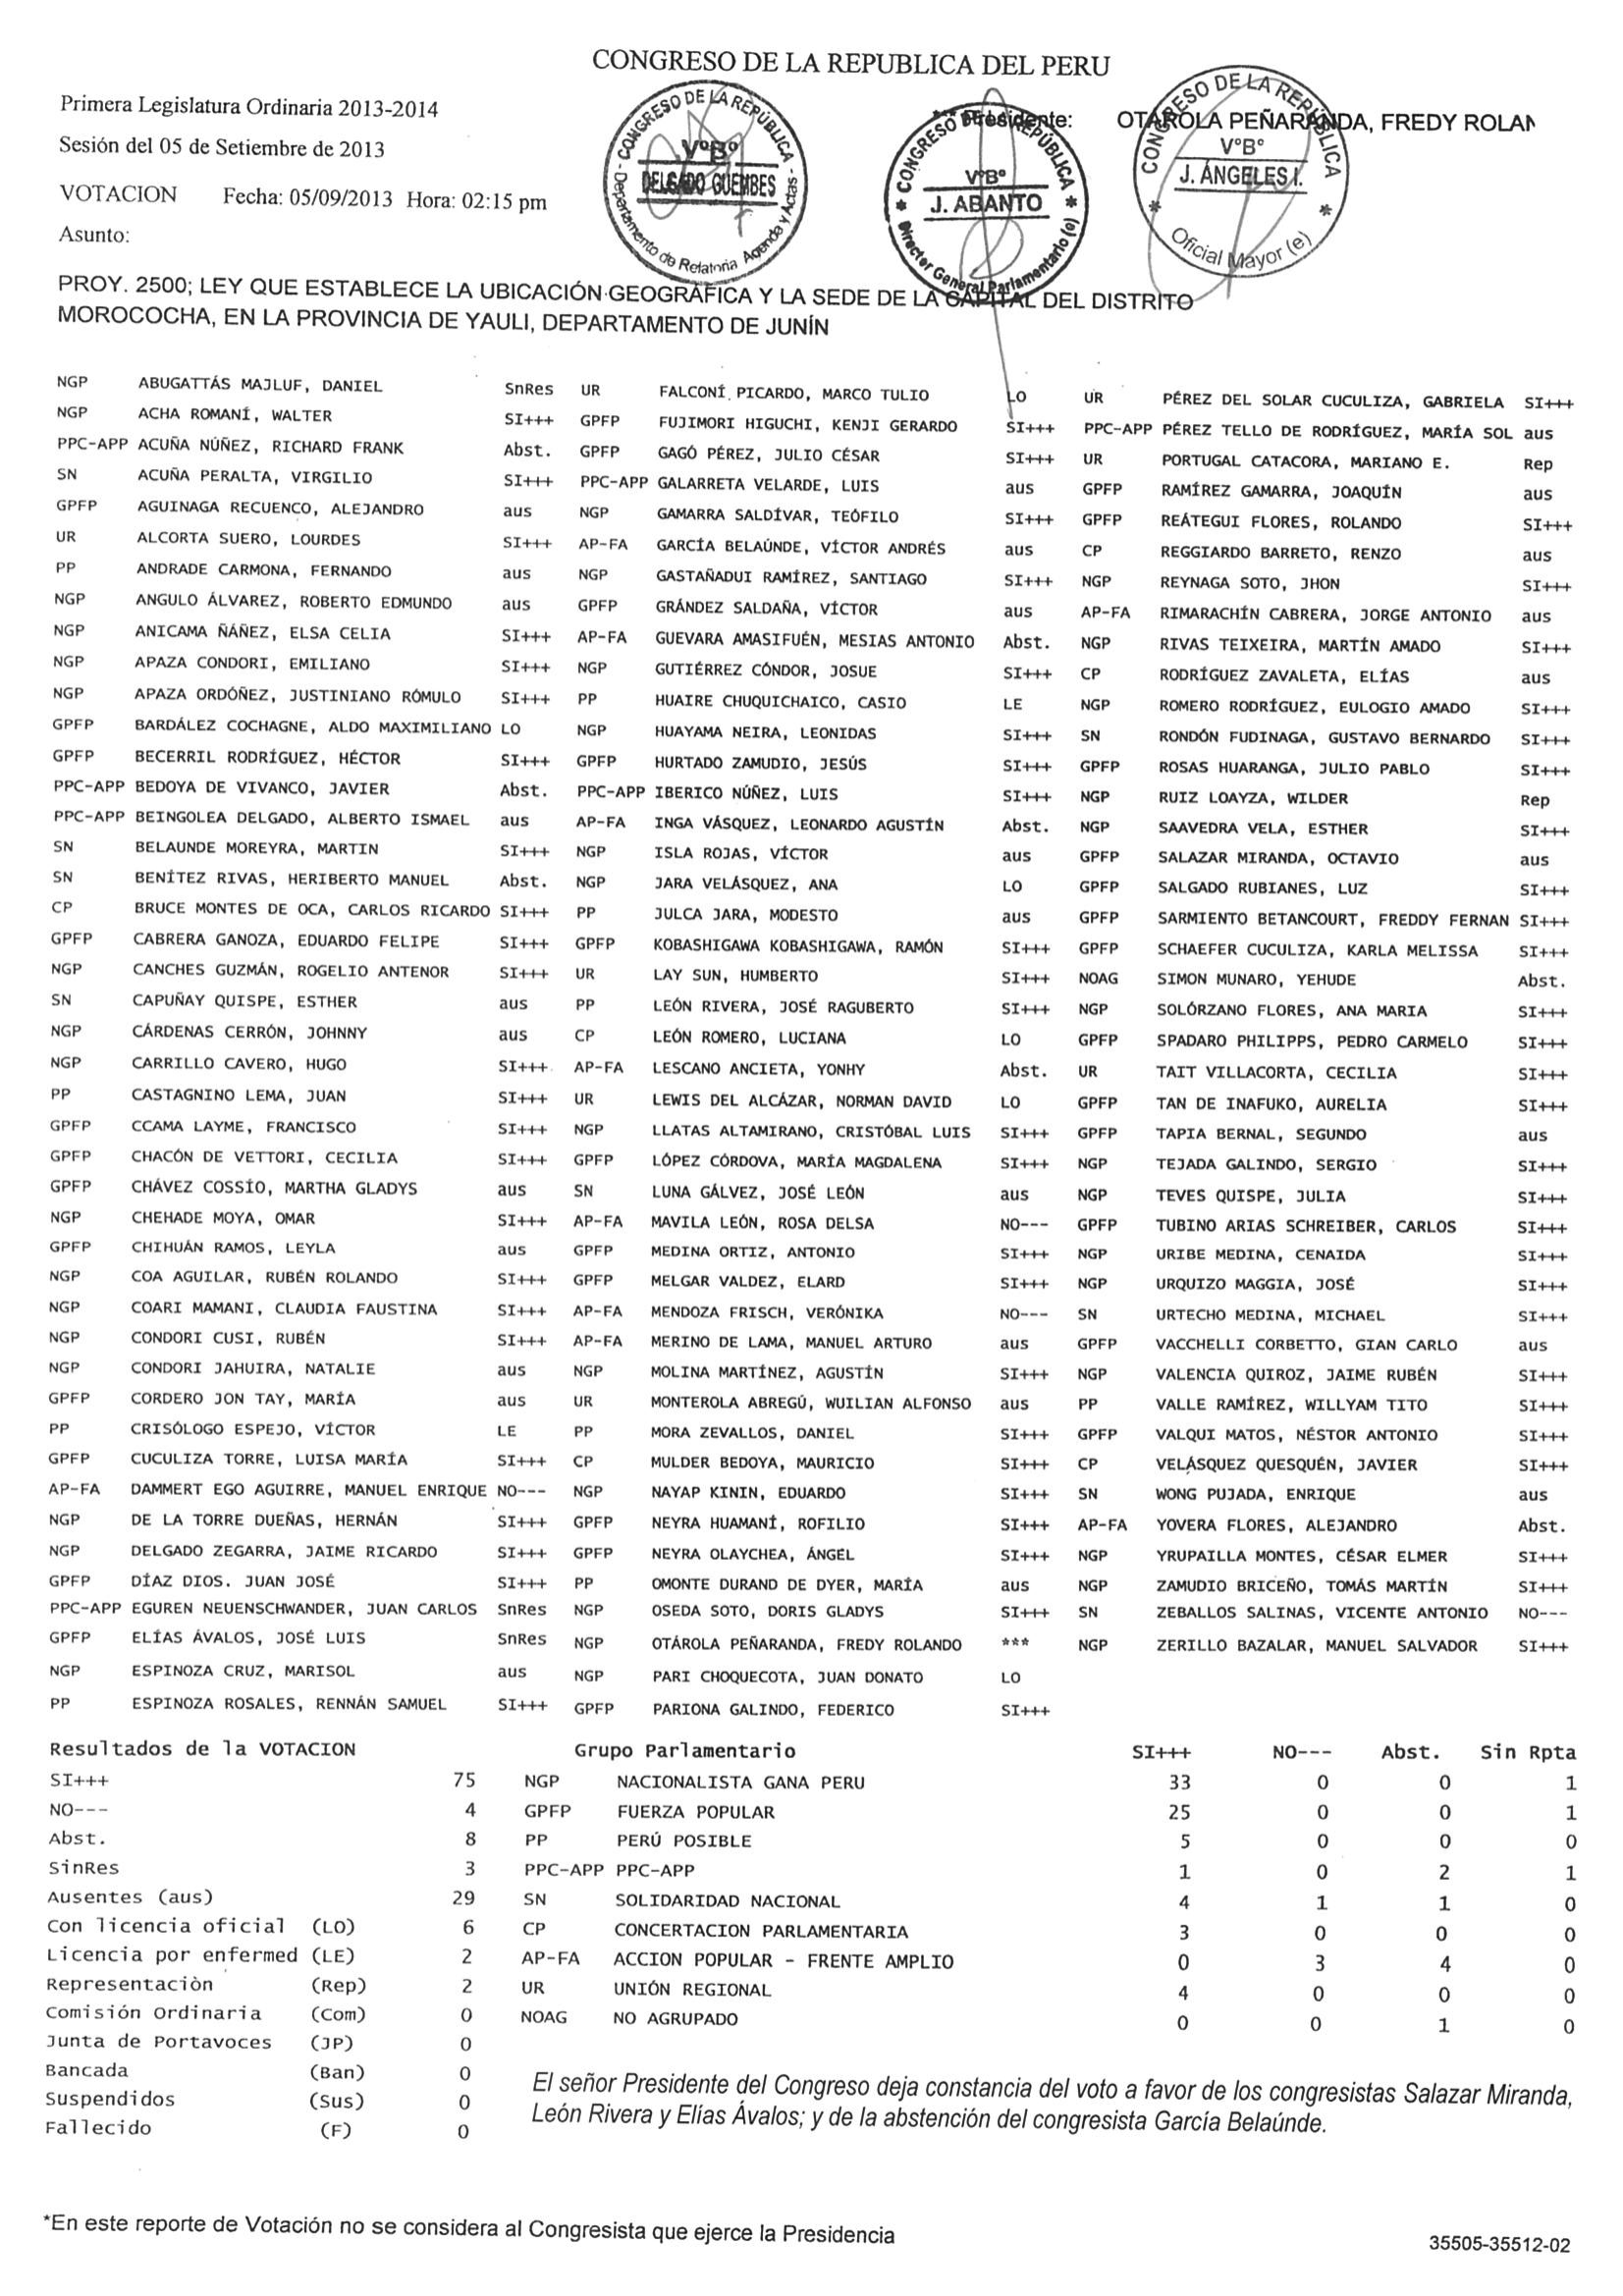 CONGRESO DE LA REPUBLICA DEL PERU
Primera Legislatura Ordinaria 2013-2014
*** Presidente: OTÁROLA PEÑARANDA, FREDY ROLAN
Sesión del 05 de Setiembre de 2013
VOTACION Fecha: 05/09/2013 Hora: 02:15 pm
Asunto:
CONGRESO DE LA REPÚBLICA - Departamento de Relatoria Agenda y Actas -
VºBº
DELGADO GUEMBES
CONGRESO DE LA REPÚBLICA * Director General Parlamentario (e) *
VºBº
J. ABANTO
CONGRESO DE LA REPÚBLICA * Oficial Mayor (e) *
V°B°
J. ÁNGELES I.
PROY. 2500; LEY QUE ESTABLECE LA UBICACIÓN GEOGRÁFICA Y LA SEDE DE LA CAPITAL DEL DISTRITO
MOROCOCHA, EN LA PROVINCIA DE YAULI, DEPARTAMENTO DE JUNÍN
NGP ABUGATTÁS MAJLUF, DANIEL SnRes UR FALCONÍ PICARDO, MARCO TULIO LO UR PÉREZ DEL SOLAR CUCULIZA, GABRIELA SI+++
NGP ACHA ROMANÍ, WALTER SI+++ GPFP FUJIMORI HIGUCHI, KENJI GERARDO SI+++ PPC-APP PÉREZ TELLO DE RODRÍGUEZ, MARÍA SOL aus
PPC-APP ACUÑA NÚÑEZ, RICHARD FRANK Abst. GPFP GAGÓ PÉREZ, JULIO CÉSAR SI+++ UR PORTUGAL CATACORA, MARIANO E. Rep
SN ACUÑA PERALTA, VIRGILIO SI+++ PPC-APP GALARRETA VELARDE, LUIS aus GPFP RAMÍREZ GAMARRA, JOAQUÍN aus
GPFP AGUINAGA RECUENCO, ALEJANDRO aus NGP GAMARRA SALDÍVAR, TEÓFILO SI+++ GPFP REÁTEGUI FLORES, ROLANDO SI+++
UR ALCORTA SUERO, LOURDES SI+++ AP-FA GARCÍA BELAÚNDE, VÍCTOR ANDRÉS aus CP REGGIARDO BARRETO, RENZO aus
PP ANDRADE CARMONA, FERNANDO aus NGP GASTAÑADUI RAMÍREZ, SANTIAGO SI+++ NGP REYNAGA SOTO, JHON SI+++
NGP ANGULO ÁLVAREZ, ROBERTO EDMUNDO aus GPFP GRÁNDEZ SALDAÑA, VÍCTOR aus AP-FA RIMARACHÍN CABRERA, JORGE ANTONIO aus
NGP ANICAMA ÑÁÑEZ, ELSA CELIA SI+++ AP-FA GUEVARA AMASIFUÉN, MESIAS ANTONIO Abst. NGP RIVAS TEIXEIRA, MARTÍN AMADO SI+++
NGP APAZA CONDORI, EMILIANO SI+++ NGP GUTIÉRREZ CÓNDOR, JOSUE SI+++ CP RODRÍGUEZ ZAVALETA, ELÍAS aus
NGP APAZA ORDÓÑEZ, JUSTINIANO RÓMULO SI+++ PP HUAIRE CHUQUICHAICO, CASIO LE NGP ROMERO RODRÍGUEZ, EULOGIO AMADO SI+++
GPFP BARDÁLEZ COCHAGNE, ALDO MAXIMILIANO LO NGP HUAYAMA NEIRA, LEONIDAS SI+++ SN RONDÓN FUDINAGA, GUSTAVO BERNARDO SI+++
GPFP BECERRIL RODRÍGUEZ, HÉCTOR SI+++ GPFP HURTADO ZAMUDIO, JESÚS SI+++ GPFP ROSAS HUARANGA, JULIO PABLO SI+++
PPC-APP BEDOYA DE VIVANCO, JAVIER Abst. PPC-APP IBERICO NÚÑEZ, LUIS SI+++ NGP RUIZ LOAYZA, WILDER Rep
PPC-APP BEINGOLEA DELGADO, ALBERTO ISMAEL aus AP-FA INGA VÁSQUEZ, LEONARDO AGUSTÍN Abst. NGP SAAVEDRA VELA, ESTHER SI+++
SN BELAUNDE MOREYRA, MARTIN SI+++ NGP ISLA ROJAS, VÍCTOR aus GPFP SALAZAR MIRANDA, OCTAVIO aus
SN BENÍTEZ RIVAS, HERIBERTO MANUEL Abst. NGP JARA VELÁSQUEZ, ANA LO GPFP SALGADO RUBIANES, LUZ SI+++
CP BRUCE MONTES DE OCA, CARLOS RICARDO SI+++ PP JULCA JARA, MODESTO aus GPFP SARMIENTO BETANCOURT, FREDDY FERNAN SI+++
GPFP CABRERA GANOZA, EDUARDO FELIPE SI+++ GPFP KOBASHIGAWA KOBASHIGAWA, RAMÓN SI+++ GPFP SCHAEFER CUCULIZA, KARLA MELISSA SI+++
NGP CANCHES GUZMÁN, ROGELIO ANTENOR SI+++ UR LAY SUN, HUMBERTO SI+++ NOAG SIMON MUNARO, YEHUDE Abst.
SN CAPUÑAY QUISPE, ESTHER aus PP LEÓN RIVERA, JOSÉ RAGUBERTO SI+++ NGP SOLÓRZANO FLORES, ANA MARIA SI+++
NGP CÁRDENAS CERRÓN, JOHNNY aus CP LEÓN ROMERO, LUCIANA LO GPFP SPADARO PHILIPPS, PEDRO CARMELO SI+++
NGP CARRILLO CAVERO, HUGO SI+++ AP-FA LESCANO ANCIETA, YONHY Abst. UR TAIT VILLACORTA, CECILIA SI+++
PP CASTAGNINO LEMA, JUAN SI+++ UR LEWIS DEL ALCÁZAR, NORMAN DAVID LO GPFP TAN DE INAFUKO, AURELIA SI+++
GPFP CCAMA LAYME, FRANCISCO SI+++ NGP LLATAS ALTAMIRANO, CRISTÓBAL LUIS SI+++ GPFP TAPIA BERNAL, SEGUNDO aus
GPFP CHACÓN DE VETTORI, CECILIA SI+++ GPFP LÓPEZ CÓRDOVA, MARÍA MAGDALENA SI+++ NGP TEJADA GALINDO, SERGIO SI+++
GPFP CHÁVEZ COSSÍO, MARTHA GLADYS aus SN LUNA GÁLVEZ, JOSÉ LEÓN aus NGP TEVES QUISPE, JULIA SI+++
NGP CHEHADE MOYA, OMAR SI+++ AP-FA MAVILA LEÓN, ROSA DELSA NO--- GPFP TUBINO ARIAS SCHREIBER, CARLOS SI+++
GPFP CHIHUÁN RAMOS, LEYLA aus GPFP MEDINA ORTIZ, ANTONIO SI+++ NGP URIBE MEDINA, CENAIDA SI+++
NGP COA AGUILAR, RUBÉN ROLANDO SI+++ GPFP MELGAR VALDEZ, ELARD SI+++ NGP URQUIZO MAGGIA, JOSÉ SI+++
NGP COARI MAMANI, CLAUDIA FAUSTINA SI+++ AP-FA MENDOZA FRISCH, VERÓNIKA NO--- SN URTECHO MEDINA, MICHAEL SI+++
NGP CONDORI CUSI, RUBÉN SI+++ AP-FA MERINO DE LAMA, MANUEL ARTURO aus GPFP VACCHELLI CORBETTO, GIAN CARLO aus
NGP CONDORI JAHUIRA, NATALIE aus NGP MOLINA MARTÍNEZ, AGUSTÍN SI+++ NGP VALENCIA QUIROZ, JAIME RUBÉN SI+++
GPFP CORDERO JON TAY, MARÍA aus UR MONTEROLA ABREGÚ, WUILIAN ALFONSO aus PP VALLE RAMÍREZ, WILLYAM TITO SI+++
PP CRISÓLOGO ESPEJO, VÍCTOR LE PP MORA ZEVALLOS, DANIEL SI+++ GPFP VALQUI MATOS, NÉSTOR ANTONIO SI+++
GPFP CUCULIZA TORRE, LUISA MARÍA SI+++ CP MULDER BEDOYA, MAURICIO SI+++ CP VELÁSQUEZ QUESQUÉN, JAVIER SI+++
AP-FA DAMMERT EGO AGUIRRE, MANUEL ENRIQUE NO--- NGP NAYAP KININ, EDUARDO SI+++ SN WONG PUJADA, ENRIQUE aus
NGP DE LA TORRE DUEÑAS, HERNÁN SI+++ GPFP NEYRA HUAMANÍ, ROFILIO SI+++ AP-FA YOVERA FLORES, ALEJANDRO Abst.
NGP DELGADO ZEGARRA, JAIME RICARDO SI+++ GPFP NEYRA OLAYCHEA, ÁNGEL SI+++ NGP YRUPAILLA MONTES, CÉSAR ELMER SI+++
GPFP DÍAZ DIOS. JUAN JOSÉ SI+++ PP OMONTE DURAND DE DYER, MARÍA aus NGP ZAMUDIO BRICEÑO, TOMÁS MARTÍN SI+++
PPC-APP EGUREN NEUENSCHWANDER, JUAN CARLOS SnRes NGP OSEDA SOTO, DORIS GLADYS SI+++ SN ZEBALLOS SALINAS, VICENTE ANTONIO NO---
GPFP ELÍAS ÁVALOS, JOSÉ LUIS SnRes NGP OTÁROLA PEÑARANDA, FREDY ROLANDO *** NGP ZERILLO BAZALAR, MANUEL SALVADOR SI+++
NGP ESPINOZA CRUZ, MARISOL aus NGP PARI CHOQUECOTA, JUAN DONATO LO
PP ESPINOZA ROSALES, RENNÁN SAMUEL SI+++ GPFP PARIONA GALINDO, FEDERICO SI+++
Resultados de la VOTACION Grupo Parlamentario SI+++ NO--- Abst. Sin Rpta
SI+++ 75 NGP NACIONALISTA GANA PERU 33 0 0 1
NO--- 4 GPFP FUERZA POPULAR 25 0 0 1
Abst. 8 PP PERÚ POSIBLE 5 0 0 0
SinRes 3 PPC-APP PPC-APP 1 0 2 1
Ausentes (aus) 29 SN SOLIDARIDAD NACIONAL 4 1 1 0
Con licencia oficial (LO) 6 CP CONCERTACION PARLAMENTARIA 3 0 0 0
Licencia por enfermed (LE) 2 AP-FA ACCION POPULAR - FRENTE AMPLIO 0 3 4 0
Representaciòn (Rep) 2 UR UNIÓN REGIONAL 4 0 0 0
Comisión Ordinaria (Com) 0 NOAG NO AGRUPADO 0 0 1 0
Junta de Portavoces (JP) 0
Bancada (Ban) 0
Suspendidos (Sus) 0
Fallecido (F) 0
El señor Presidente del Congreso deja constancia del voto a favor de los congresistas Salazar Miranda,
León Rivera y Elías Ávalos; y de la abstención del congresista García Belaúnde.
*En este reporte de Votación no se considera al Congresista que ejerce la Presidencia
35505-35512-02